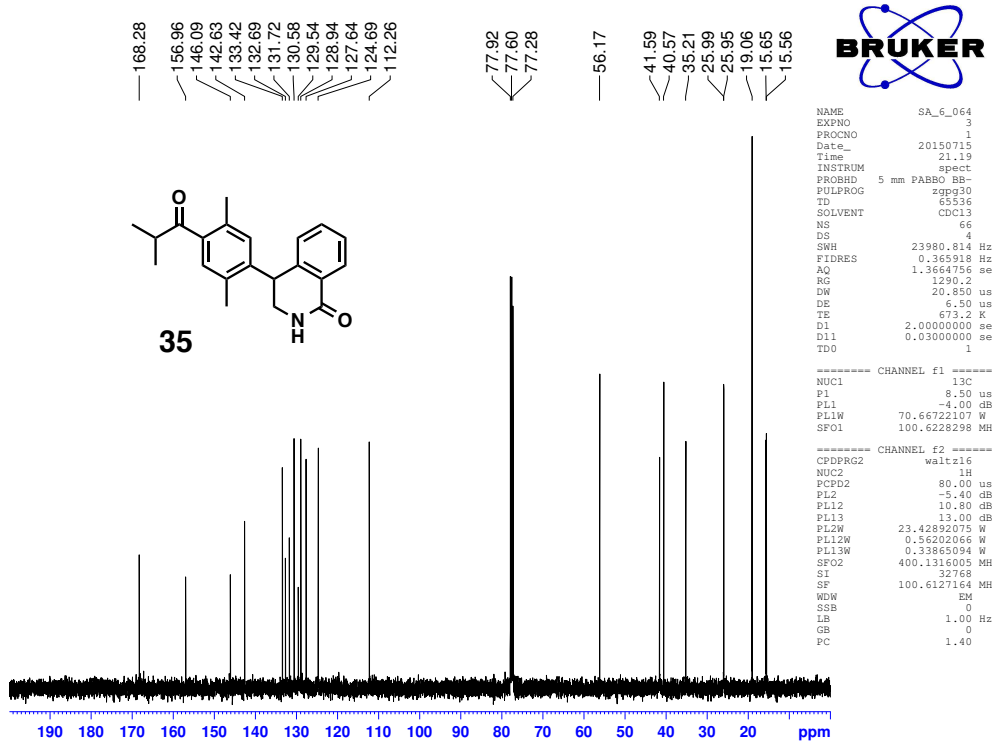 168.28
156.96
146.09
142.63
133.42
132.69
131.72
130.58
129.54
128.94
127.64
124.69
112.26
77.92
77.60
77.28
56.17
41.59
40.57
35.21
25.99
25.95
19.06
15.65
15.56
BRUKER
NAME SA_6_064
EXPNO 3
PROCNO 1
Date_ 20150715
Time 21.19
INSTRUM spect
PROBHD 5 mm PABBO BB-
PULPROG zgpg30
TD 65536
SOLVENT CDCl3
NS 66
DS 4
SWH 23980.814 Hz
FIDRES 0.365918 Hz
AQ 1.3664756 se
RG 1290.2
DW 20.850 us
DE 6.50 us
TE 673.2 K
D1 2.00000000 se
D11 0.03000000 se
TD0 1
======== CHANNEL f1 ======
NUC1 13C
P1 8.50 us
PL1 -4.00 dB
PL1W 70.66722107 W
SFO1 100.6228298 MH
======== CHANNEL f2 ======
CPDPRG2 waltz16
NUC2 1H
PCPD2 80.00 us
PL2 -5.40 dB
PL12 10.80 dB
PL13 13.00 dB
PL2W 23.42892075 W
PL12W 0.56202066 W
PL13W 0.33865094 W
SFO2 400.1316005 MH
SI 32768
SF 100.6127164 MH
WDW EM
SSB 0
LB 1.00 Hz
GB 0
PC 1.40
O
N
H
O
35
190 180 170 160 150 140 130 120 110 100 90 80 70 60 50 40 30 20 ppm